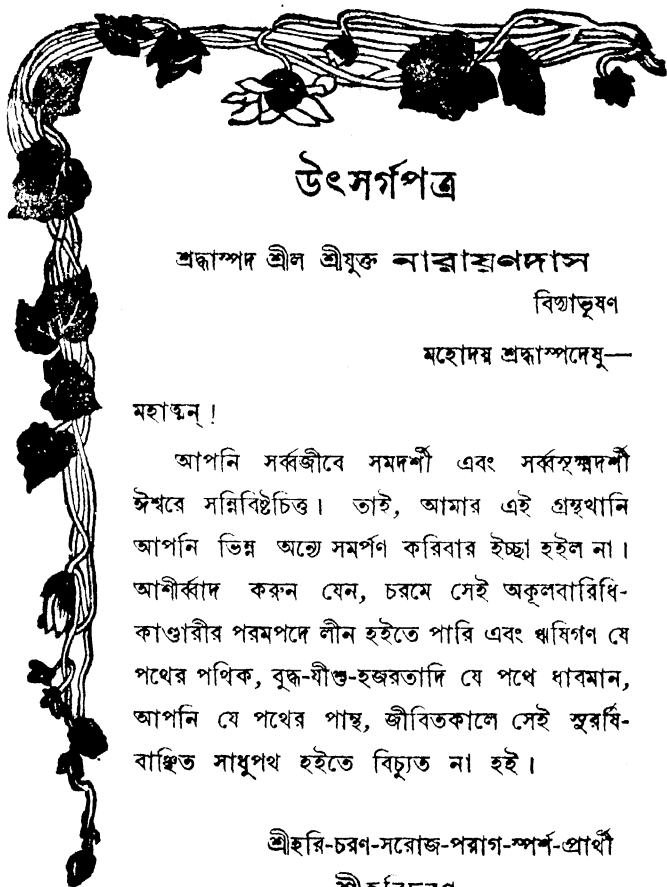 উৎসর্গপত্র
শ্রদ্ধাস্পদ শ্রীল শ্রীযুক্ত নারায়ণদাস
বিদ্যাভূষণ
মহোদয় শ্রদ্ধাস্পদেষু—
মহাত্মন্ !
আপনি সর্ব্বজীবে সমদর্শী এবং সর্ব্বসূক্ষ্মদর্শী
ঈশ্বরে সন্নিবিষ্টচিত্ত। তাই, আমার এই গ্রন্থখানি
আপনি ভিন্ন অন্যে সমর্পণ করিবার ইচ্ছা হইল না।
আশীর্ব্বাদ করুন যেন, চরমে সেই অকূলবারিধি-
কাণ্ডারীর পরমপদে লীন হইতে পারি এবং ঋষিগণ যে
পথের পথিক, বুদ্ধ-যীশু-হজরতাদি যে পথে ধাবমান,
আপনি যে পথের পান্থ, জীবিতকালে সেই সুরর্ষি-
বাঞ্ছিত সাধুপথ হইতে বিচ্যুত না হই।
শ্রীহরি-চরণ-সরোজ-পরাগ-স্পর্শ-প্রার্থী